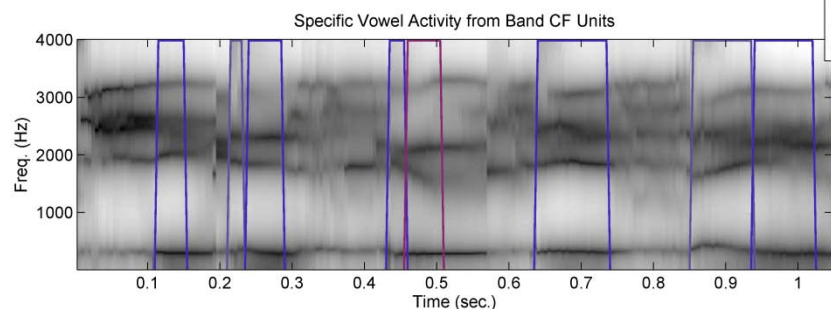 Specific Vowel Activity from Band CF Units
4000
3000
2000
1000
Freq. (Hz)
0.1 0.2 0.3 0.4 0.5 0.6 0.7 0.8 0.9 1
Time (sec.)